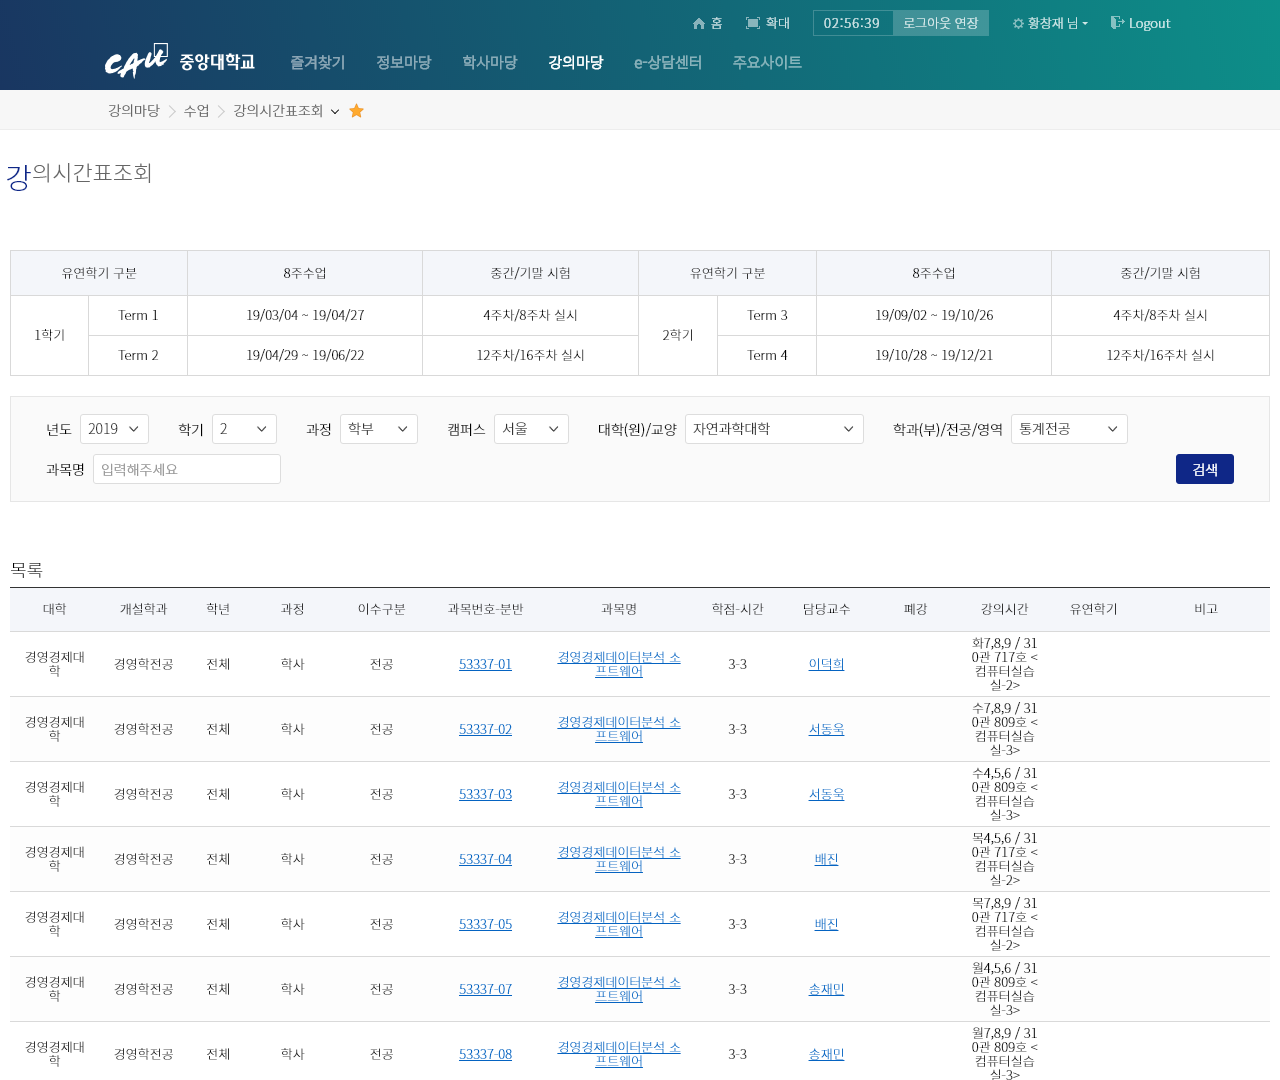 홈 확대 02:56:39 로그아웃 연장 황창재 님 Logout
CAU 중앙대학교 즐겨찾기 정보마당 학사마당 강의마당 e-상담센터 주요사이트
강의마당 수업 강의시간표조회
강의시간표조회
유연학기 구분 8주수업 중간/기말 시험 유연학기 구분 8주수업 중간/기말 시험
1학기 Term 1 19/03/04 ~ 19/04/27 4주차/8주차 실시 2학기 Term 3 19/09/02 ~ 19/10/26 4주차/8주차 실시
Term 2 19/04/29 ~ 19/06/22 12주차/16주차 실시 Term 4 19/10/28 ~ 19/12/21 12주차/16주차 실시
년도 2019 학기 2 과정 학부 캠퍼스 서울 대학(원)/교양 자연과학대학 학과(부)/전공/영역 통계전공
과목명 입력해주세요 검색
목록
대학 개설학과 학년 과정 이수구분 과목번호-분반 과목명 학점-시간 담당교수 폐강 강의시간 유연학기 비고
경영경제대학 경영학전공 전체 학사 전공 53337-01 경영경제데이터분석 소프트웨어 3-3 이덕희 화7,8,9 / 310관 717호 <컴퓨터실습실-2>
경영경제대학 경영학전공 전체 학사 전공 53337-02 경영경제데이터분석 소프트웨어 3-3 서동욱 수7,8,9 / 310관 809호 <컴퓨터실습실-3>
경영경제대학 경영학전공 전체 학사 전공 53337-03 경영경제데이터분석 소프트웨어 3-3 서동욱 수4,5,6 / 310관 809호 <컴퓨터실습실-3>
경영경제대학 경영학전공 전체 학사 전공 53337-04 경영경제데이터분석 소프트웨어 3-3 배진 목4,5,6 / 310관 717호 <컴퓨터실습실-2>
경영경제대학 경영학전공 전체 학사 전공 53337-05 경영경제데이터분석 소프트웨어 3-3 배진 목7,8,9 / 310관 717호 <컴퓨터실습실-2>
경영경제대학 경영학전공 전체 학사 전공 53337-07 경영경제데이터분석 소프트웨어 3-3 송재민 월4,5,6 / 310관 809호 <컴퓨터실습실-3>
경영경제대학 경영학전공 전체 학사 전공 53337-08 경영경제데이터분석 소프트웨어 3-3 송재민 월7,8,9 / 310관 809호 <컴퓨터실습실-3>